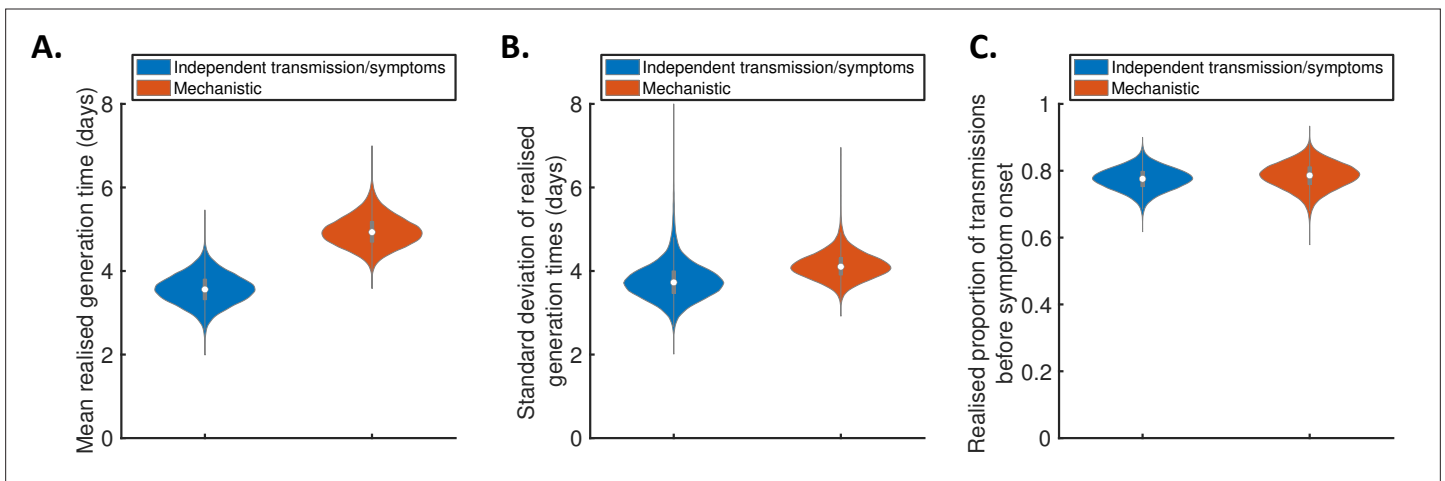 A.
Independent transmission/symptoms
Mechanistic
Mean realised generation time (days)
8
6
4
2
0
B.
Independent transmission/symptoms
Mechanistic
Standard deviation of realised
generation times (days)
8
6
4
2
0
C.
Independent transmission/symptoms
Mechanistic
Realised proportion of transmissions
before symptom onset
1
0.8
0.6
0.4
0.2
0